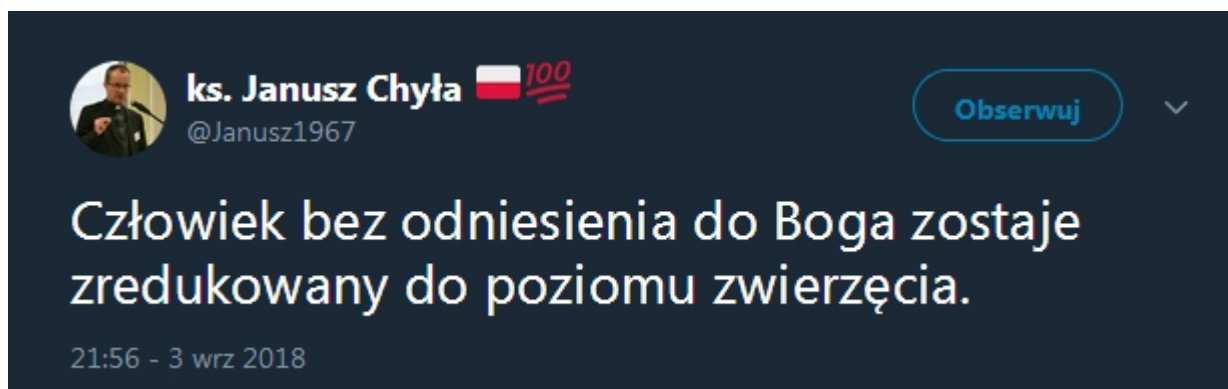 ks. Janusz Chyła 🇵🇱💯
@Janusz1967
Obserwuj
Człowiek bez odniesienia do Boga zostaje
zredukowany do poziomu zwierzęcia.
21:56 - 3 wrz 2018